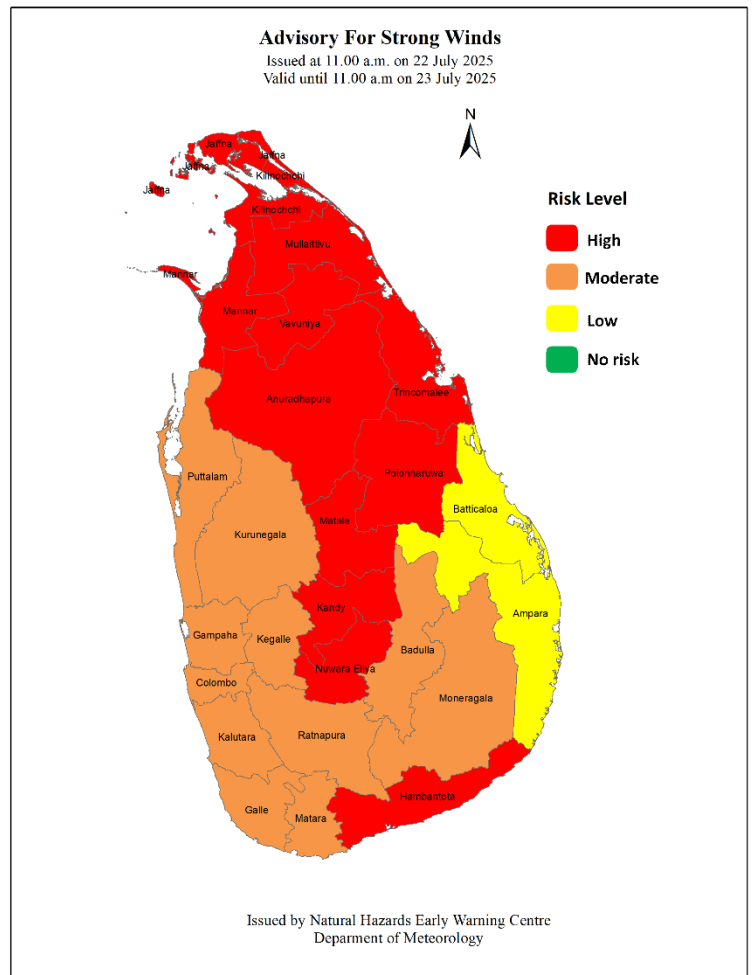 Advisory For Strong Winds
Issued at 11.00 a.m. on 22 July 2025
Valid until 11.00 a.m on 23 July 2025
N
Risk Level
High
Moderate
Low
No risk
Jaffna
Jaffna
Jaffna
Jaffna
Kilinochchi
Kilinochchi
Mullaittivu
Mannar
Mannar
Vavuniya
Anuradhapura
Trincomalee
Puttalam
Polonnaruwa
Batticaloa
Kurunegala
Matale
Kandy
Ampara
Gampaha
Kegalle
Badulla
Nuwara Eliya
Colombo
Moneragala
Kalutara
Ratnapura
Hambantota
Galle
Matara
Issued by Natural Hazards Early Warning Centre
Deparment of Meteorology